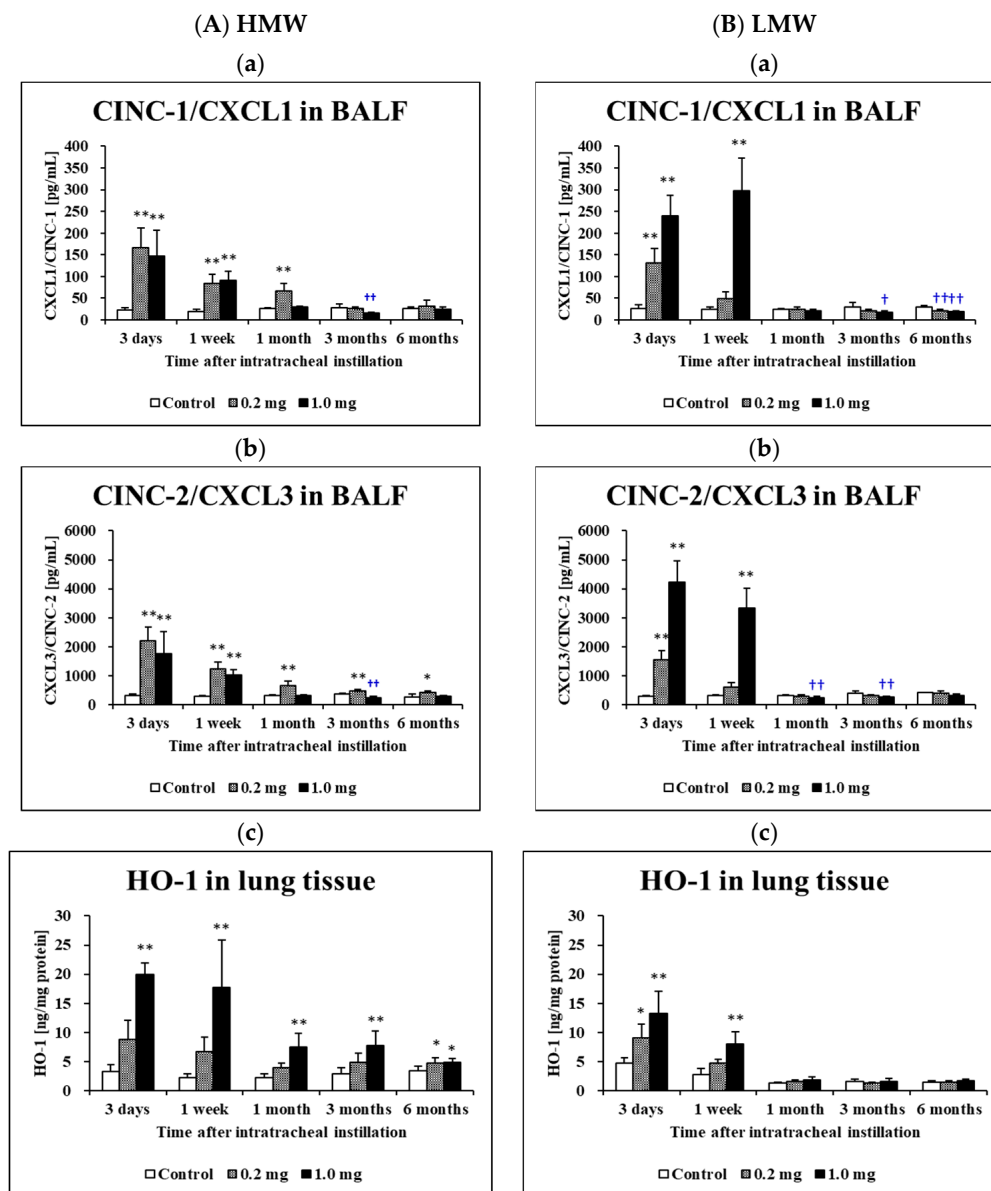 (A) HMW
(a)
CINC-1/CXCL1 in BALF
CXCL1/CINC-1 [pg/mL]
400
350
300
250
200
150
100
50
0
** ** ** ** ** ††
3 days 1 week 1 month 3 months 6 months
Time after intratracheal instillation
Control 0.2 mg 1.0 mg
(b)
CINC-2/CXCL3 in BALF
CXCL3/CINC-2 [pg/mL]
6000
5000
4000
3000
2000
1000
0
** ** ** ** ** ** †† *
3 days 1 week 1 month 3 months 6 months
Time after intratracheal instillation
Control 0.2 mg 1.0 mg
(c)
HO-1 in lung tissue
HO-1 [ng/mg protein]
30
25
20
15
10
5
0
** ** ** ** * *
3 days 1 week 1 month 3 months 6 months
Time after intratracheal instillation
Control 0.2 mg 1.0 mg
(B) LMW
(a)
CINC-1/CXCL1 in BALF
CXCL1/CINC-1 [pg/mL]
400
350
300
250
200
150
100
50
0
** ** ** † ††††
3 days 1 week 1 month 3 months 6 months
Time after intratracheal instillation
Control 0.2 mg 1.0 mg
(b)
CINC-2/CXCL3 in BALF
CXCL3/CINC-2 [pg/mL]
6000
5000
4000
3000
2000
1000
0
** ** ** †† ††
3 days 1 week 1 month 3 months 6 months
Time after intratracheal instillation
Control 0.2 mg 1.0 mg
(c)
HO-1 in lung tissue
HO-1 [ng/mg protein]
30
25
20
15
10
5
0
* ** **
3 days 1 week 1 month 3 months 6 months
Time after intratracheal instillation
Control 0.2 mg 1.0 mg